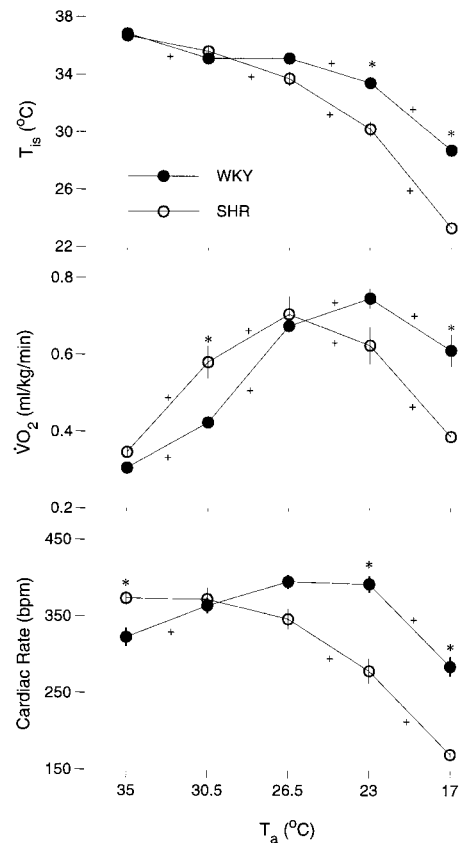 38
34
30
26
22
T_is (°C)
+ + *
+ + +
+ *
WKY
SHR
0.8
0.6
0.4
0.2
V̇O₂ (ml/kg/min)
* + + + *
+ + + +
+
450
350
250
150
Cardiac Rate (bpm)
* *
+ + *
+ +
35 30.5 26.5 23 17
T_a (°C)